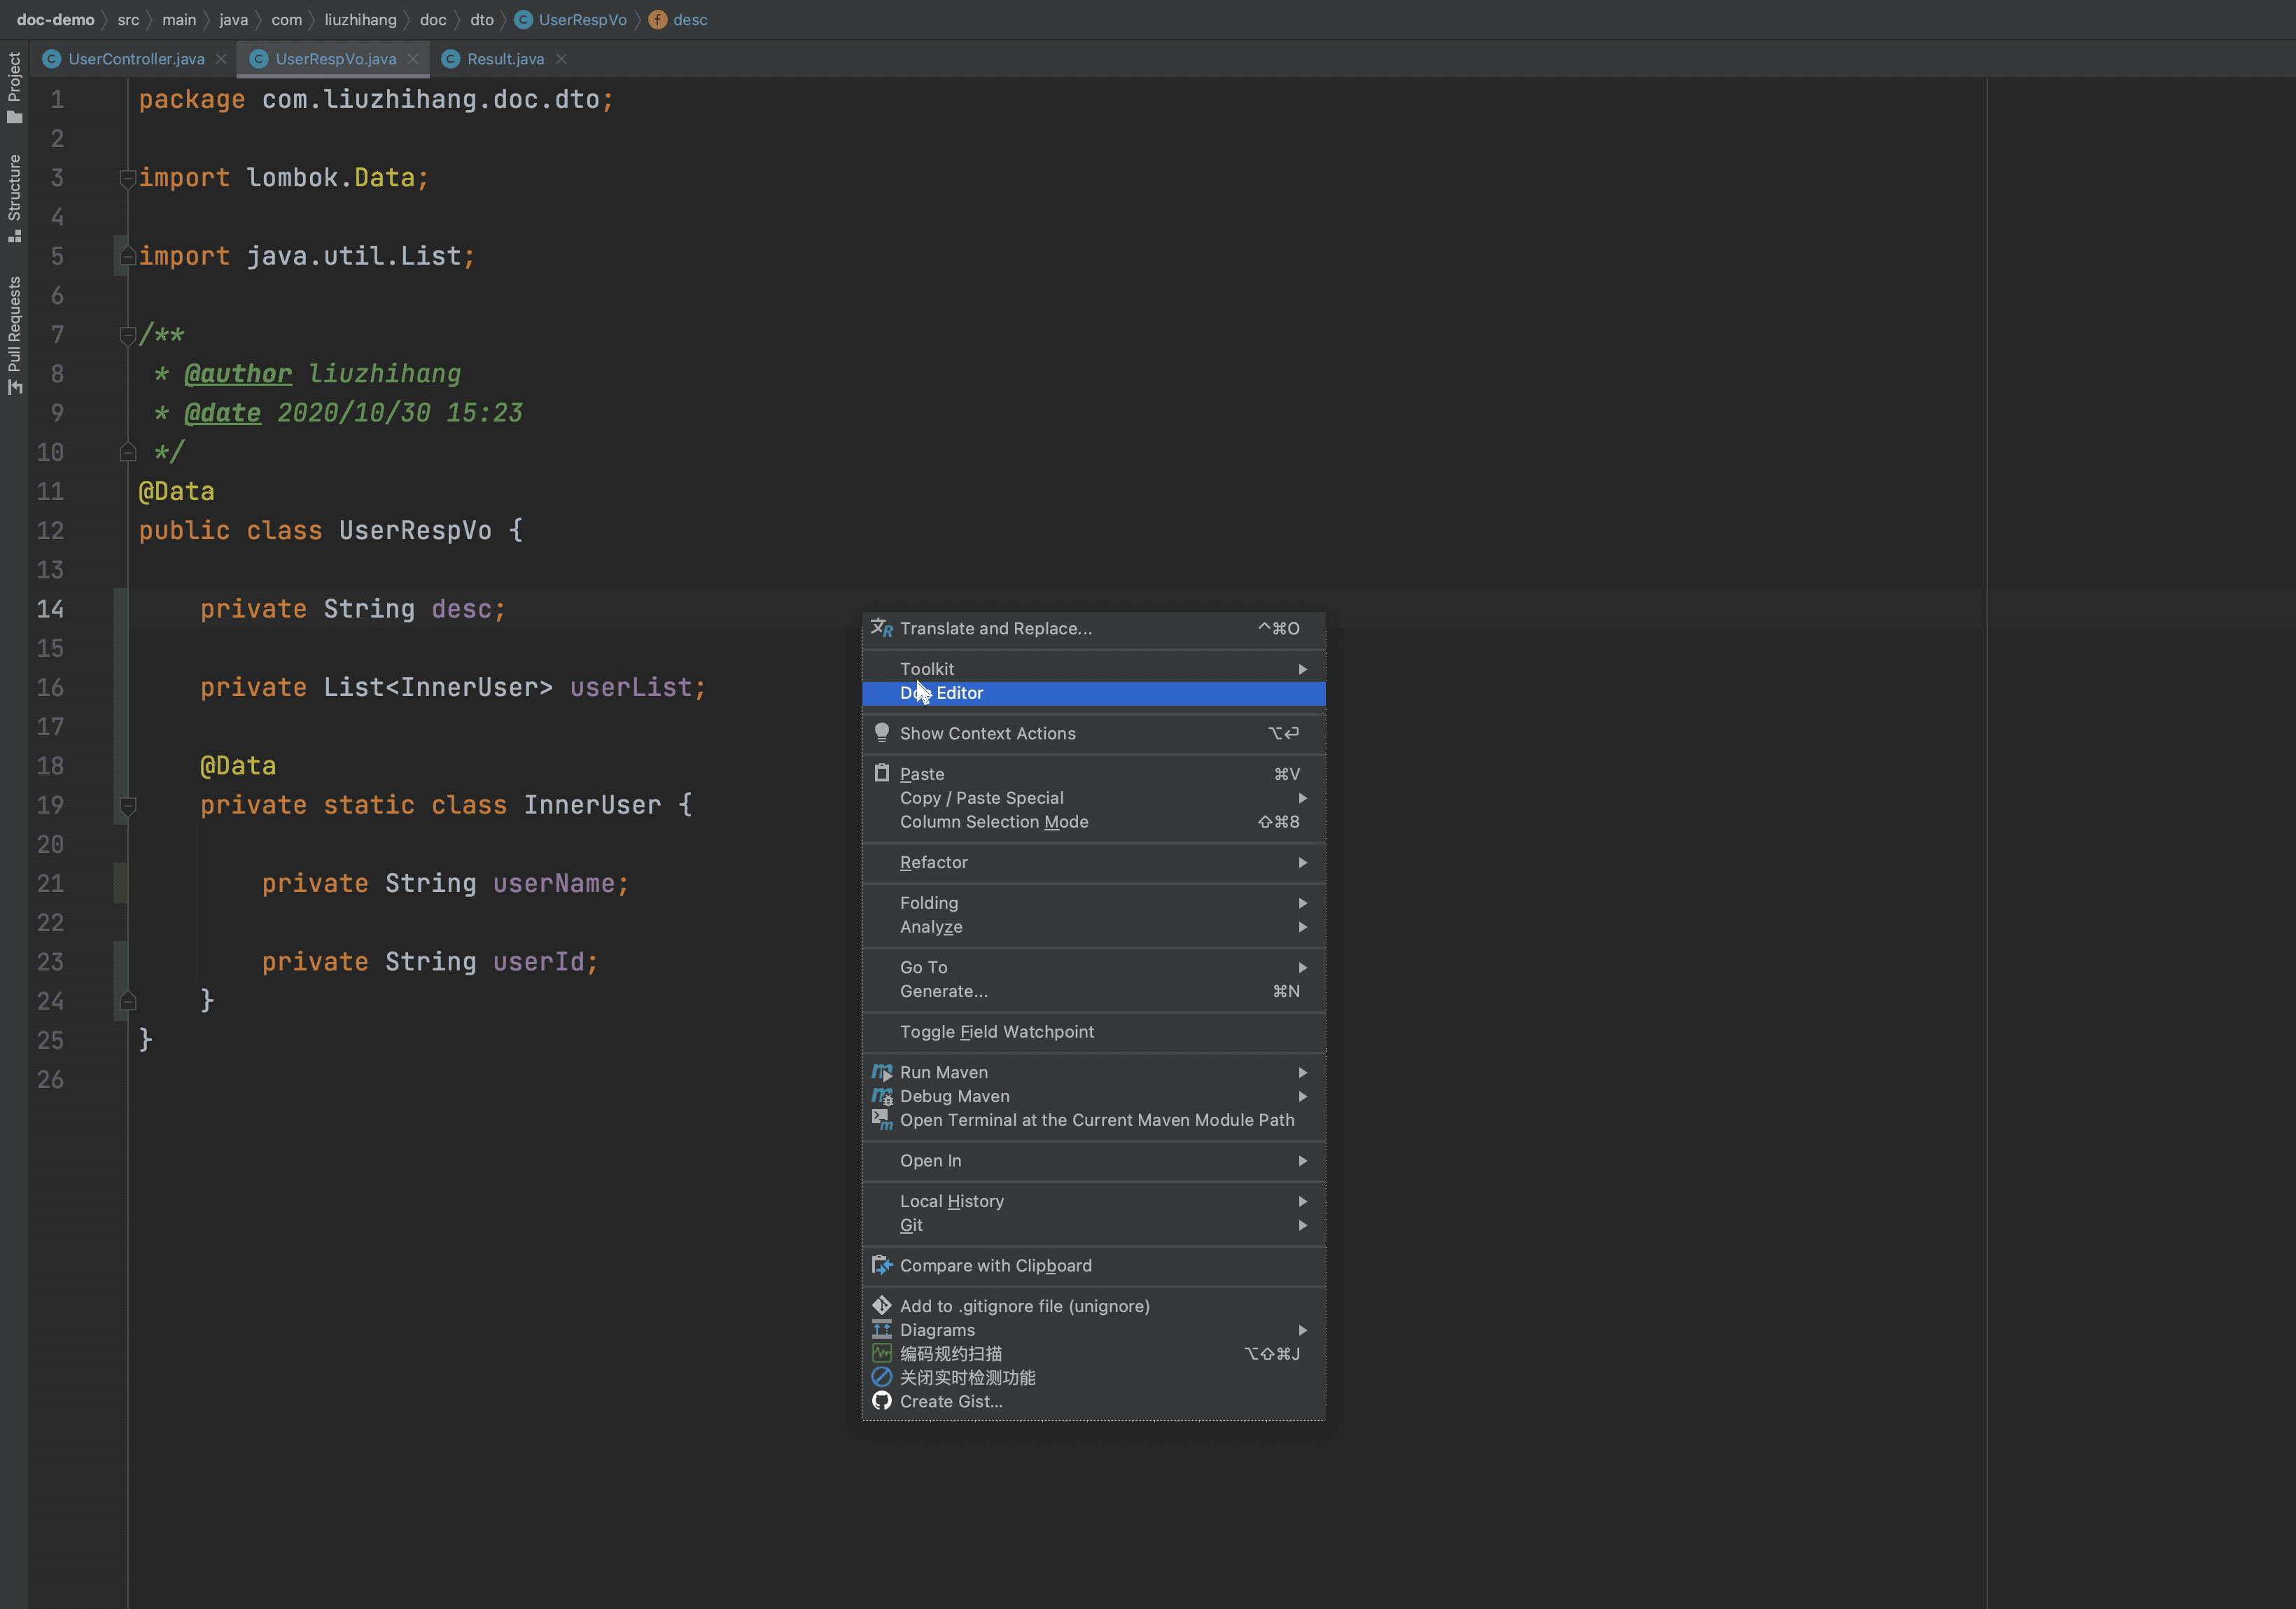 doc-demo src main java com liuzhihang doc dto UserRespVo desc
UserController.java UserRespVo.java Result.java
Project
Structure
Pull Requests
1 package com.liuzhihang.doc.dto;
2
3 import lombok.Data;
4
5 import java.util.List;
6
7 /**
8 * @author liuzhihang
9 * @date 2020/10/30 15:23
10 */
11 @Data
12 public class UserRespVo {
13
14 private String desc;
15
16 private List<InnerUser> userList;
17
18 @Data
19 private static class InnerUser {
20
21 private String userName;
22
23 private String userId;
24 }
25 }
26
Translate and Replace... ^⌘O
Toolkit
Doc Editor
Show Context Actions ⌥⏎
Paste ⌘V
Copy / Paste Special
Column Selection Mode ⇧⌘8
Refactor
Folding
Analyze
Go To
Generate... ⌘N
Toggle Field Watchpoint
Run Maven
Debug Maven
Open Terminal at the Current Maven Module Path
Open In
Local History
Git
Compare with Clipboard
Add to .gitignore file (unignore)
Diagrams
编码规约扫描 ⌥⇧⌘J
关闭实时检测功能
Create Gist...